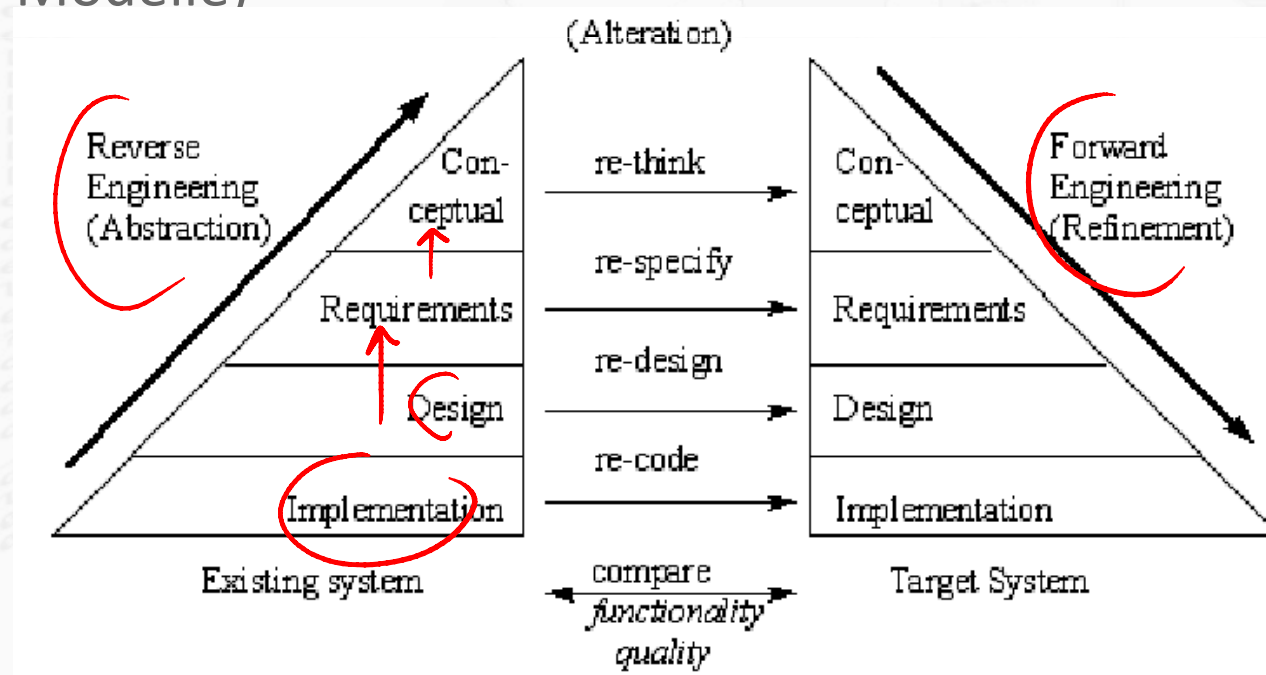 Modelle)
(Alteration)
Reverse
Engineering
(Abstraction)
Con-
ceptual
Requirements
Design
Implementation
Existing system
re-think
re-specify
re-design
re-code
compare
functionality
quality
Con-
ceptual
Requirements
Design
Implementation
Target System
Forward
Engineering
(Refinement)